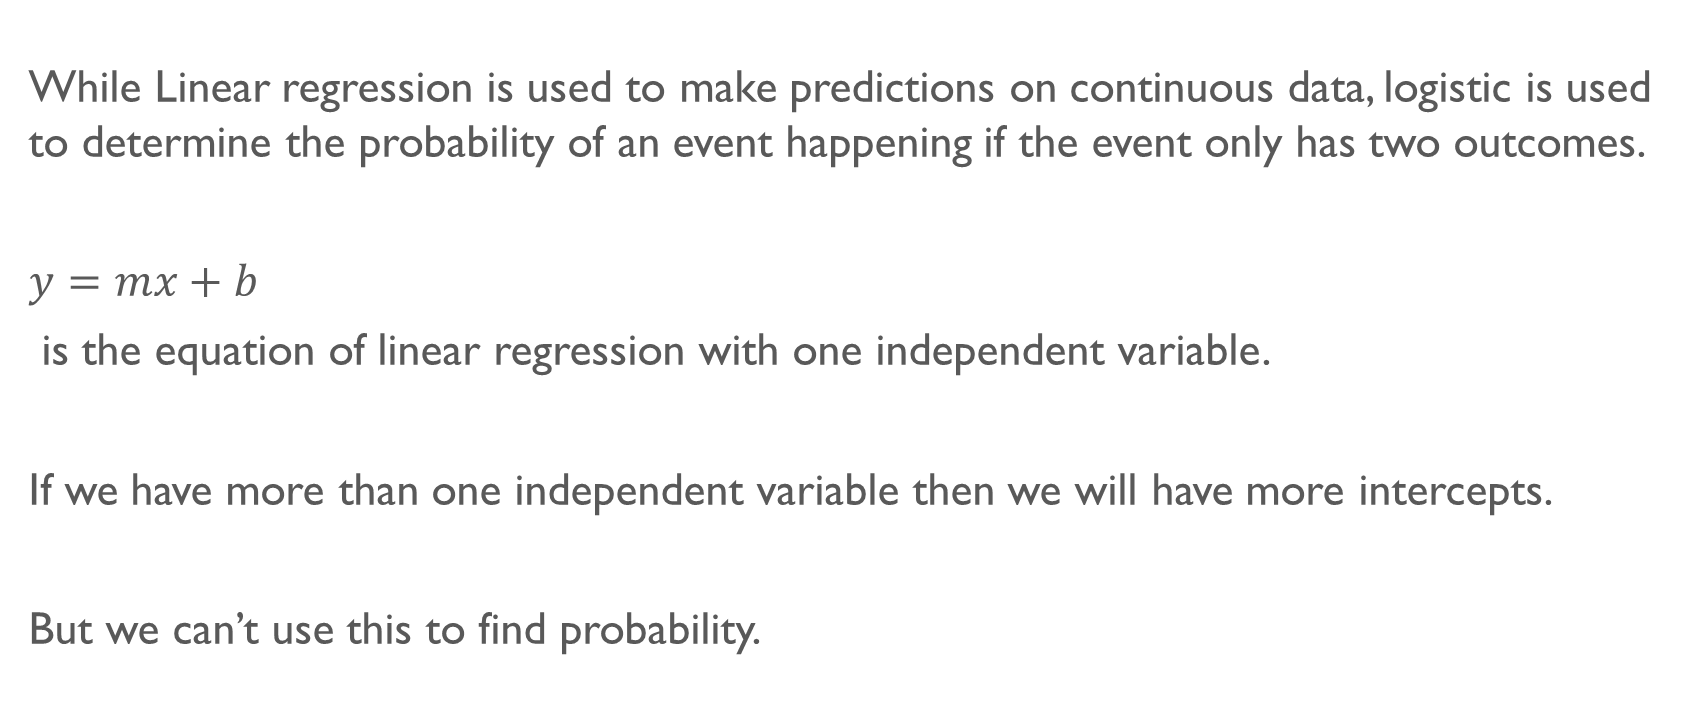 While Linear regression is used to make predictions on continuous data, logistic is used
to determine the probability of an event happening if the event only has two outcomes.
y = mx + b
is the equation of linear regression with one independent variable.
If we have more than one independent variable then we will have more intercepts.
But we can’t use this to find probability.